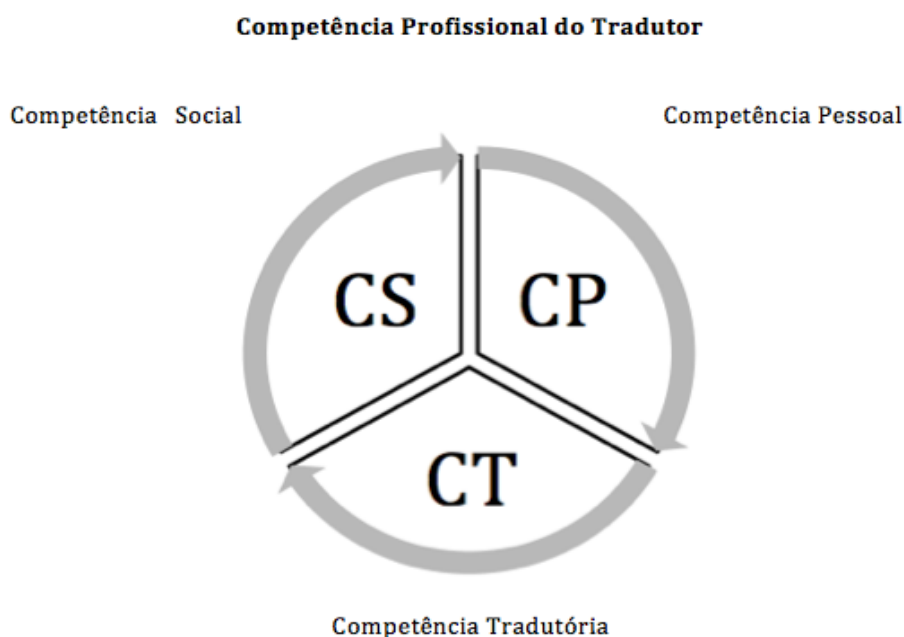 Competência Profissional do Tradutor
Competência Social
Competência Pessoal
CS
CP
CT
Competência Tradutória